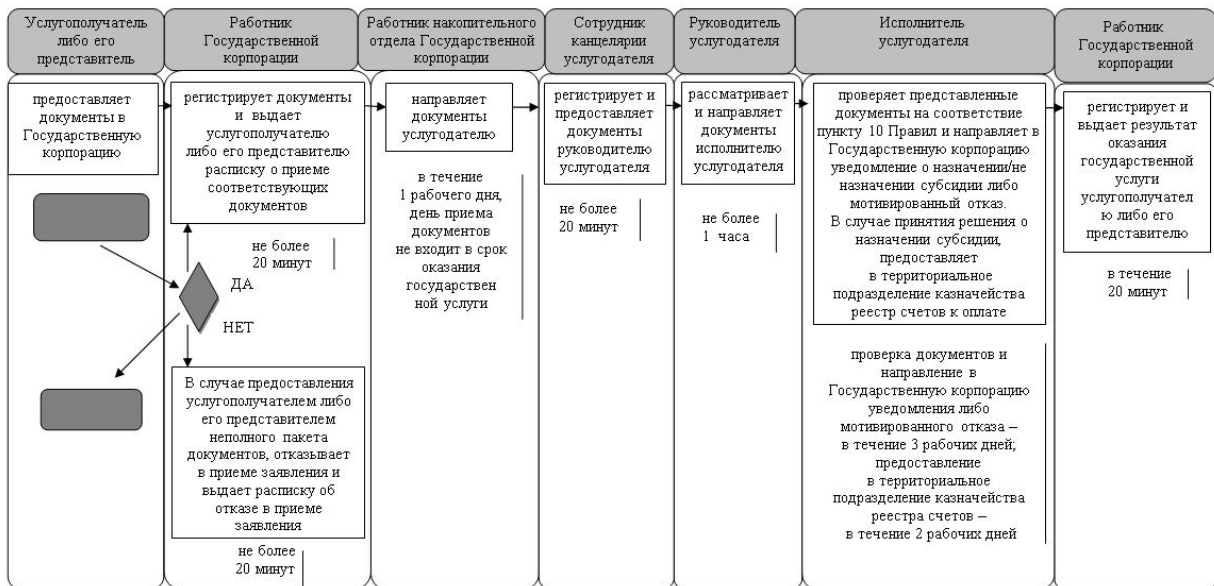 Услугополучатель
либо его
представитель
Работник
Государственной
корпорации
Работник накопительного
отдела Государственной
корпорации
Сотрудник
канцелярии
услугодателя
Руководитель
услугодателя
Исполнитель
услугодателя
Работник
Государственной
корпорации
предоставляет
документы в
Государственную
корпорацию
регистрирует документы
и выдает
услугополучателю
либо его представителю
расписку о приеме
соответствующих
документов
не более
20 минут
ДА
НЕТ
В случае предоставления
услугополучателем либо
его представителем
неполного пакета
документов, отказывает
в приеме заявления и
выдает расписку об
отказе в приеме
заявления
не более
20 минут
направляет
документы
услугодателю
в течение
1 рабочего дня,
день приема
документов
не входит в срок
оказания
государствен
ной услуги
регистрирует и
предоставляет
документы
руководителю
услугодателя
не более
20 минут
рассматривает
и направляет
документы
исполнителю
услугодателя
не более
1 часа
проверяет представленные
документы на соответствие
пункту 10 Правил и направляет в
Государственную корпорацию
уведомление о назначении/не
назначении субсидии либо
мотивированный отказ.
В случае принятия решения о
назначении субсидии,
предоставляет
в территориальное
подразделение казначейства
реестр счетов к оплате
проверка документов и
направление в
Государственную корпорацию
уведомления либо
мотивированного отказа –
в течение 3 рабочих дней;
предоставление
в территориальное
подразделение казначейства
реестра счетов –
в течение 2 рабочих дней
регистрирует и
выдает результат
оказания
государственной
услуги
услугополучател
ю либо его
представителю
в течение
20 минут